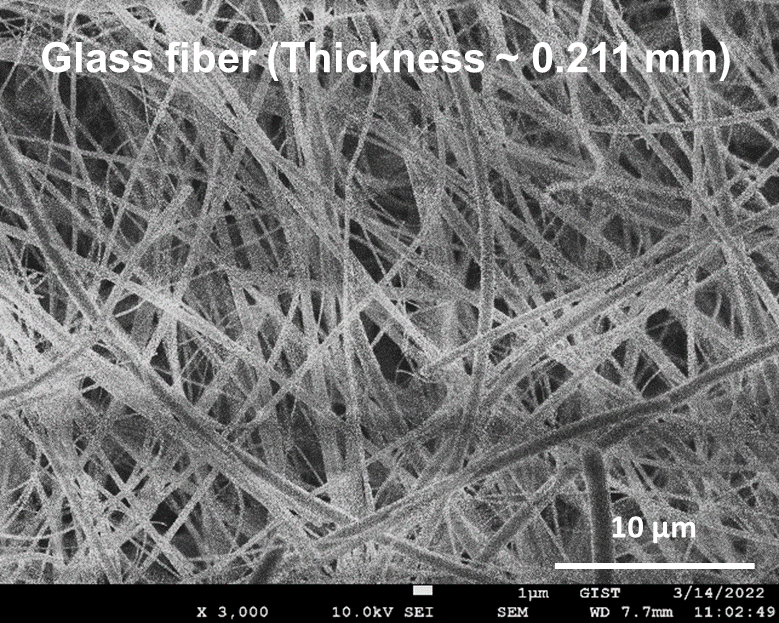 Glass fiber (Thickness ~ 0.211 mm)
10 µm
1µm GIST 3/14/2022
X 3,000 10.0kV SEI SEM WD 7.7mm 11:02:49